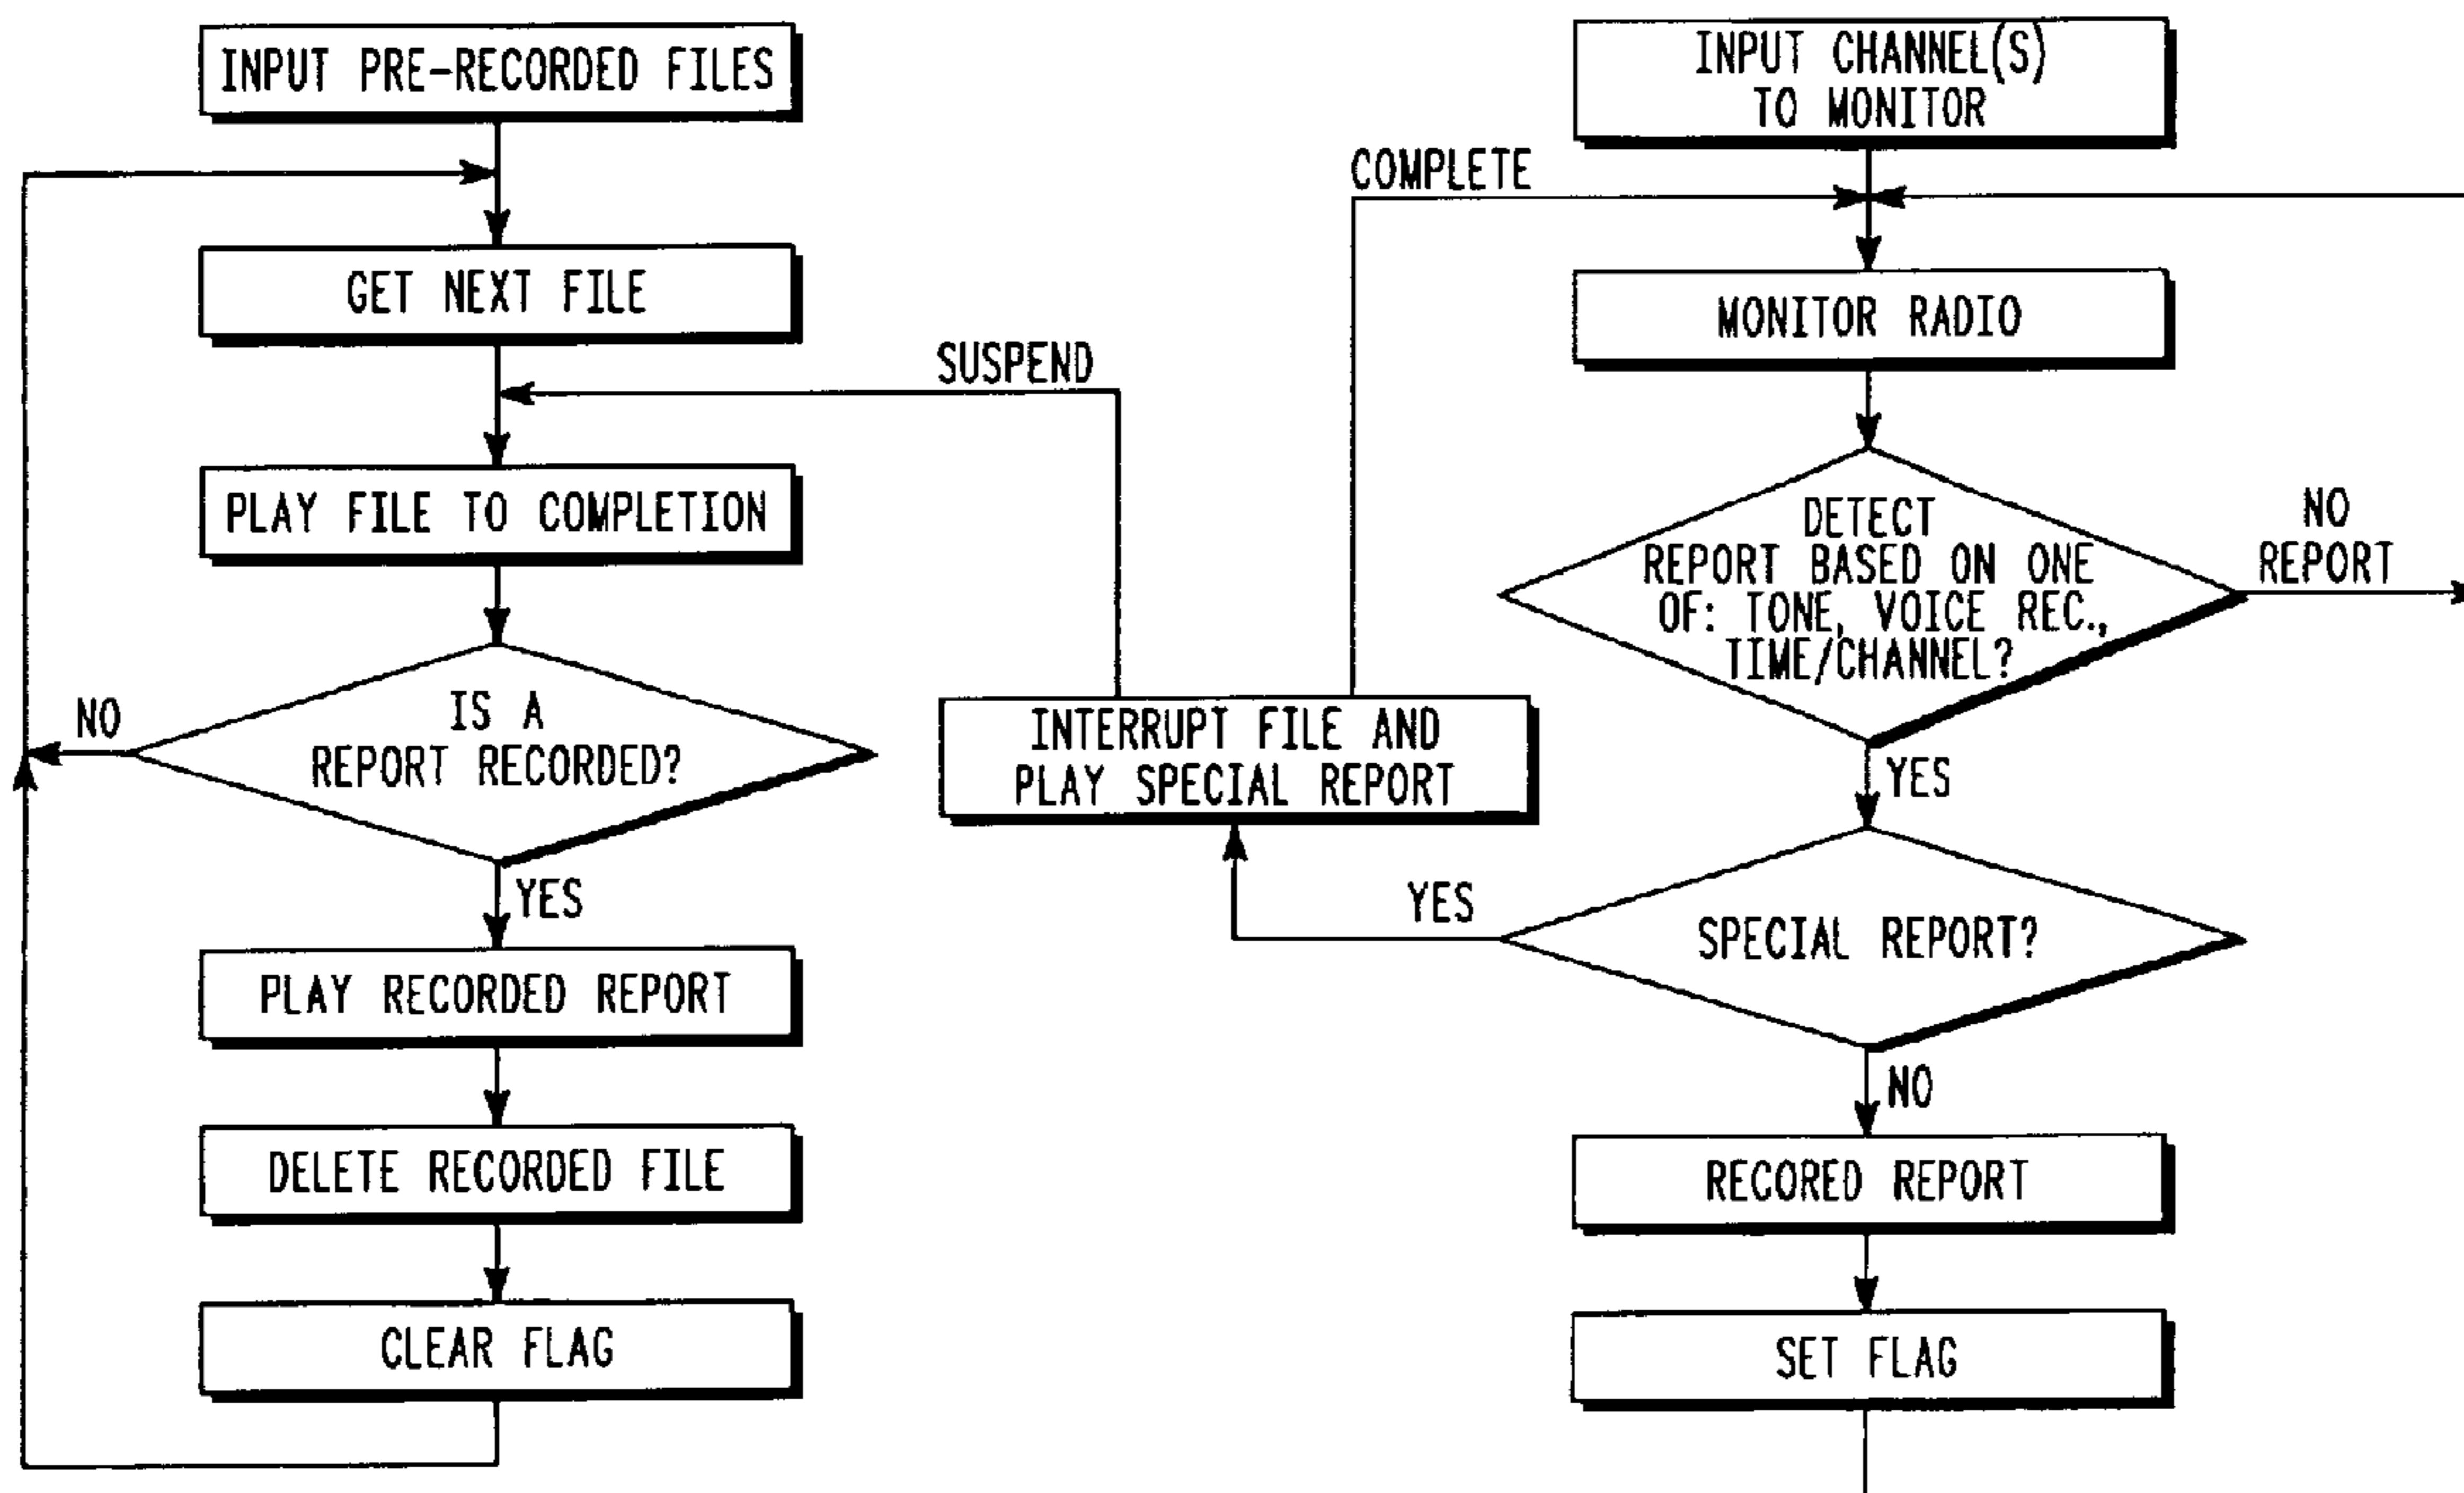 INPUT PRE-RECORDED FILES
GET NEXT FILE
SUSPEND
PLAY FILE TO COMPLETION
IS A
REPORT RECORDED?
NO
YES
PLAY RECORDED REPORT
DELETE RECORDED FILE
CLEAR FLAG
INPUT CHANNEL(S)
TO MONITOR
COMPLETE
MONITOR RADIO
DETECT
REPORT BASED ON ONE
OF: TONE, VOICE REC.,
TIME/CHANNEL?
NO
REPORT
YES
INTERRUPT FILE AND
PLAY SPECIAL REPORT
YES
SPECIAL REPORT?
NO
RECORED REPORT
SET FLAG